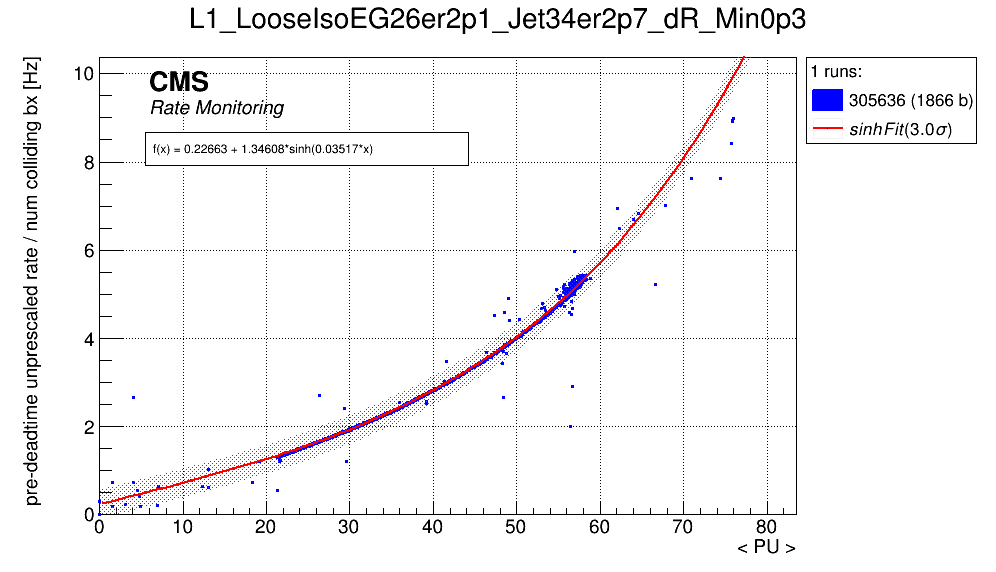 L1_LooseIsoEG26er2p1_Jet34er2p7_dR_Min0p3
pre-deadtime unprescaled rate / num colliding bx [Hz]
CMS
Rate Monitoring
f(x) = 0.22663 + 1.34608*sinh(0.03517*x)
10
8
6
4
2
0
0 10 20 30 40 50 60 70 80
< PU >
1 runs:
305636 (1866 b)
sinhFit(3.0σ)